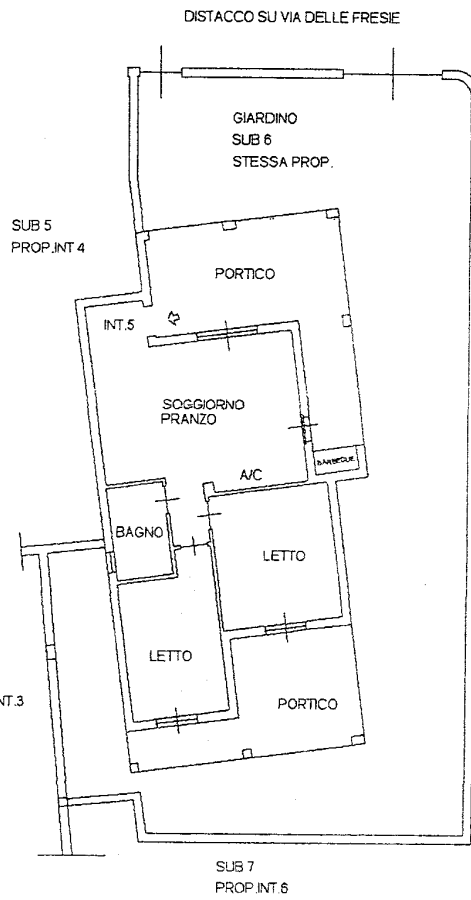 DISTACCO SU VIA DELLE FRESIE
GIARDINO
SUB 6
STESSA PROP.
SUB 5
PROP.INT 4
PORTICO
INT.5
SOGGIORNO
PRANZO
A/C
BARBECUE
BAGNO
LETTO
LETTO
NT.3
PORTICO
SUB 7
PROP.INT.6